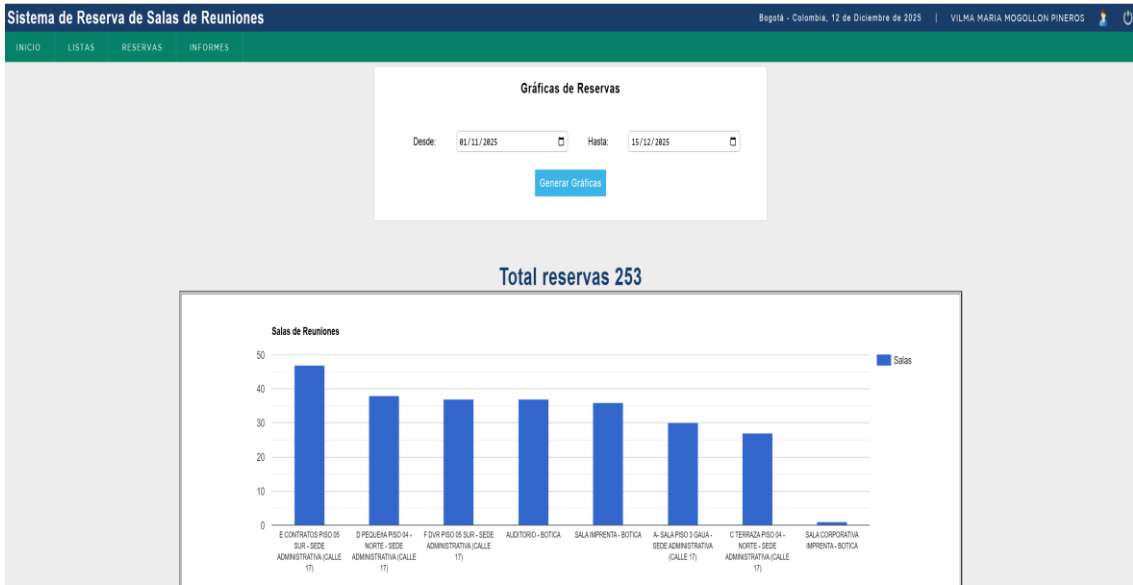 Sistema de Reserva de Salas de Reuniones
Bogotá - Colombia, 12 de Diciembre de 2025 | VILMA MARIA MOGOLLON PINEROS
INICIO LISTAS RESERVAS INFORMES
Gráficas de Reservas
Desde: 01/11/2025 Hasta: 15/12/2025
Generar Gráficas
Total reservas 253
Salas de Reuniones
Salas
50
40
30
20
10
0
E CONTRATOS PISO 05
SUR - SEDE
ADMINISTRATIVA (CALLE
17)
D PEQUEñA PISO 04 -
NORTE - SEDE
ADMINISTRATIVA (CALLE
17)
F DVR PISO 05 SUR - SEDE
ADMINISTRATIVA (CALLE
17)
AUDITORIO - BOTICA
SALA IMPRENTA - BOTICA
A- SALA PISO 3 GAUA -
SEDE ADMINISTRATIVA
(CALLE 17)
C TERRAZA PISO 04 -
NORTE - SEDE
ADMINISTRATIVA (CALLE
17)
SALA CORPORATIVA
IMPRENTA - BOTICA